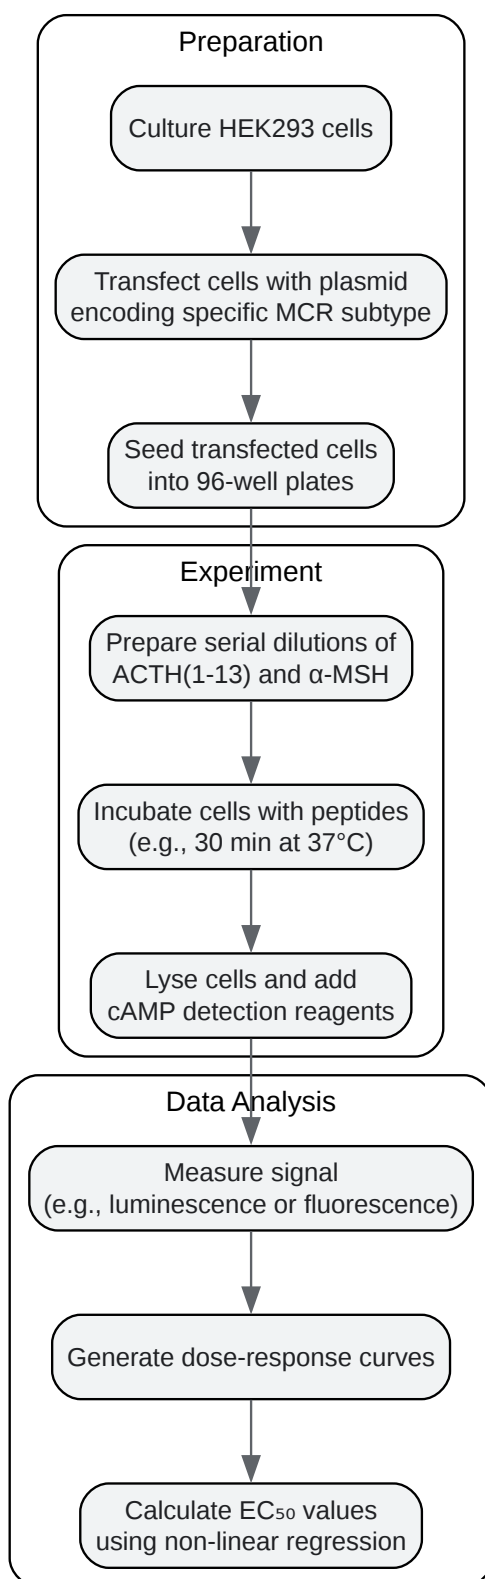 Preparation
Culture HEK293 cells
Transfect cells with plasmid
encoding specific MCR subtype
Seed transfected cells
into 96-well plates
Experiment
Prepare serial dilutions of
ACTH(1-13) and α-MSH
Incubate cells with peptides
(e.g., 30 min at 37°C)
Lyse cells and add
cAMP detection reagents
Data Analysis
Measure signal
(e.g., luminescence or fluorescence)
Generate dose-response curves
Calculate EC₅₀ values
using non-linear regression